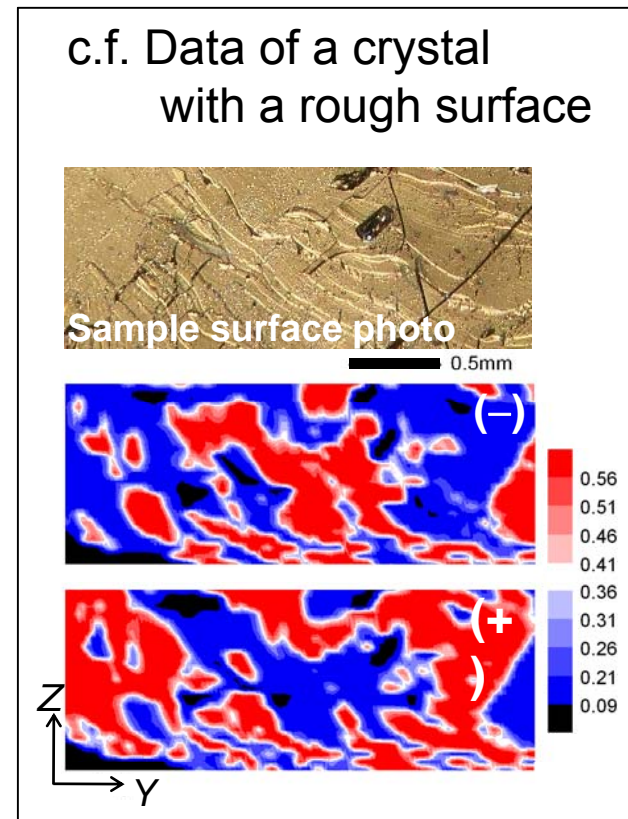 c.f. Data of a crystal
with a rough surface
Sample surface photo
0.5mm
(–)
0.56
0.51
0.46
0.41
0.36
0.31
0.26
0.21
0.09
(+
)
Z
Y